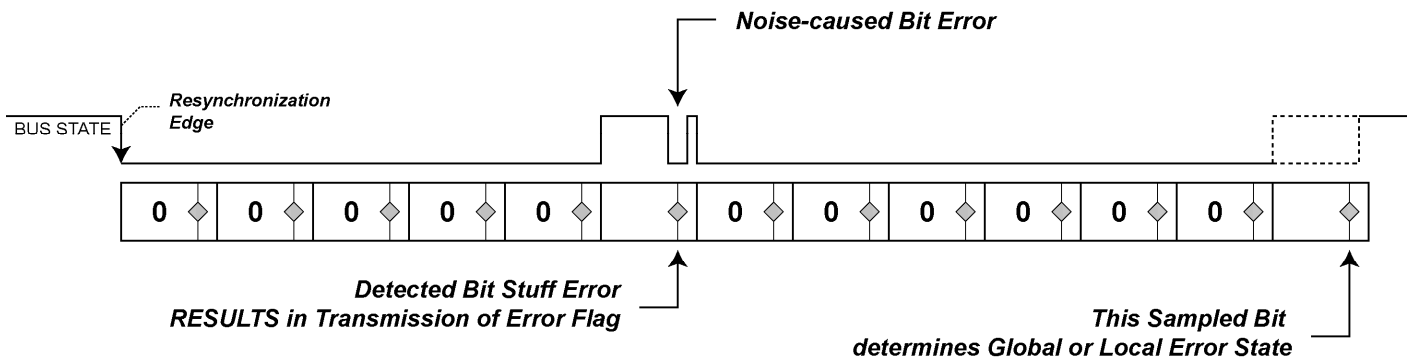 Noise-caused Bit Error
Resynchronization
Edge
BUS STATE
0 0 0 0 0 0 0 0 0 0 0
Detected Bit Stuff Error
RESULTS in Transmission of Error Flag
This Sampled Bit
determines Global or Local Error State